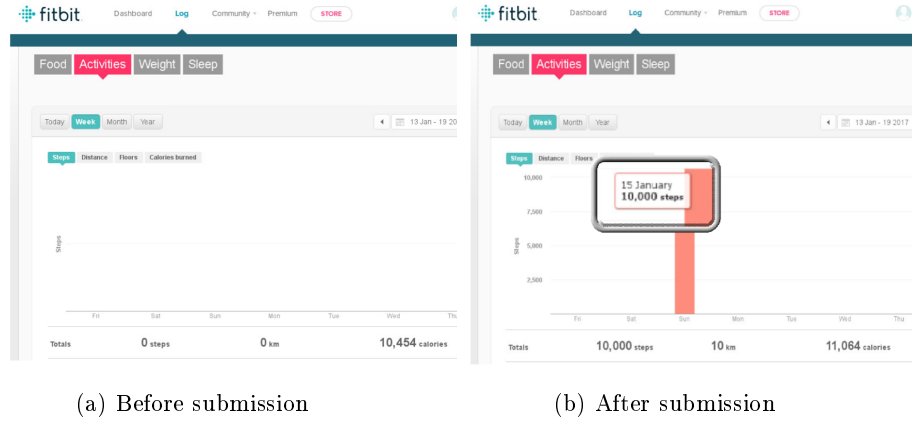 fitbit Dashboard Log Community Premium STORE
Food Activities Weight Sleep
Today Week Month Year 13 Jan - 19 20
Steps Distance Floors Calories burned
Steps
Fri Sat Sun Mon Tue Wed Thu
Totals 0 steps 0 km 10,454 calories
(a) Before submission
fitbit Dashboard Log Community Premium STORE
Food Activities Weight Sleep
Today Week Month Year 13 Jan - 19 2017
Steps Distance Floors
10,000
15 January
10,000 steps
7,500
5,000
Steps
2,500
Fri Sat Sun Mon Tue Wed Thu
Totals 10,000 steps 10 km 11,064 calories
(b) After submission